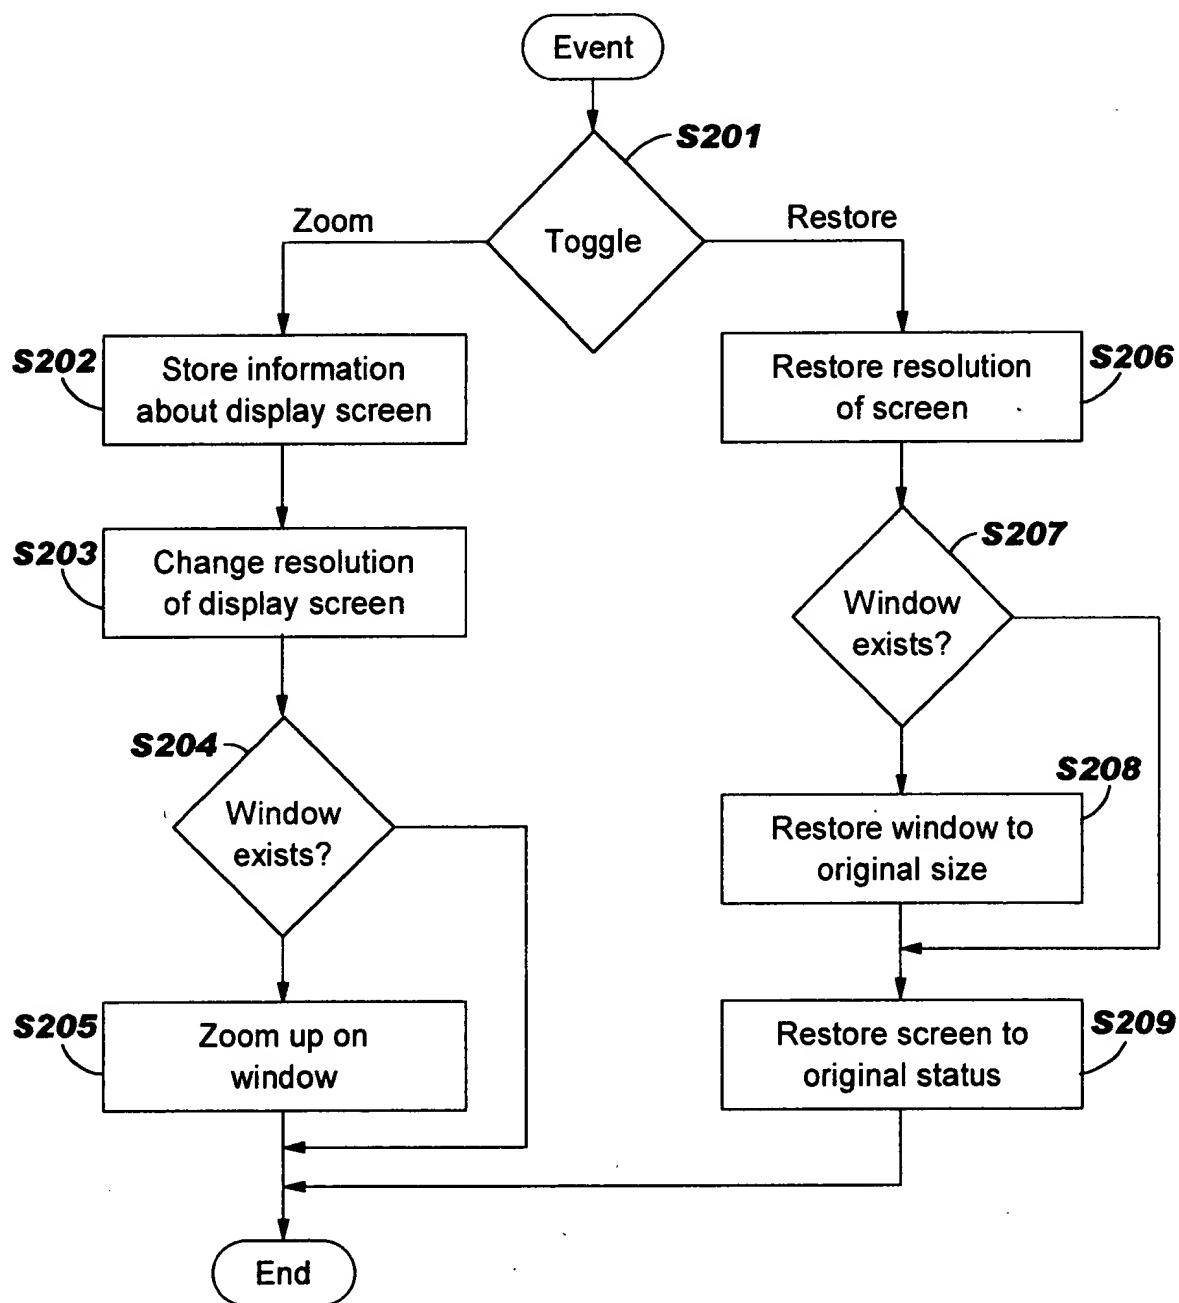 Event
S201
Toggle
Zoom
Restore
S202
Store information
about display screen
S206
Restore resolution
of screen
S203
Change resolution
of display screen
S207
Window
exists?
S204
Window
exists?
S208
Restore window to
original size
S205
Zoom up on
window
S209
Restore screen to
original status
End